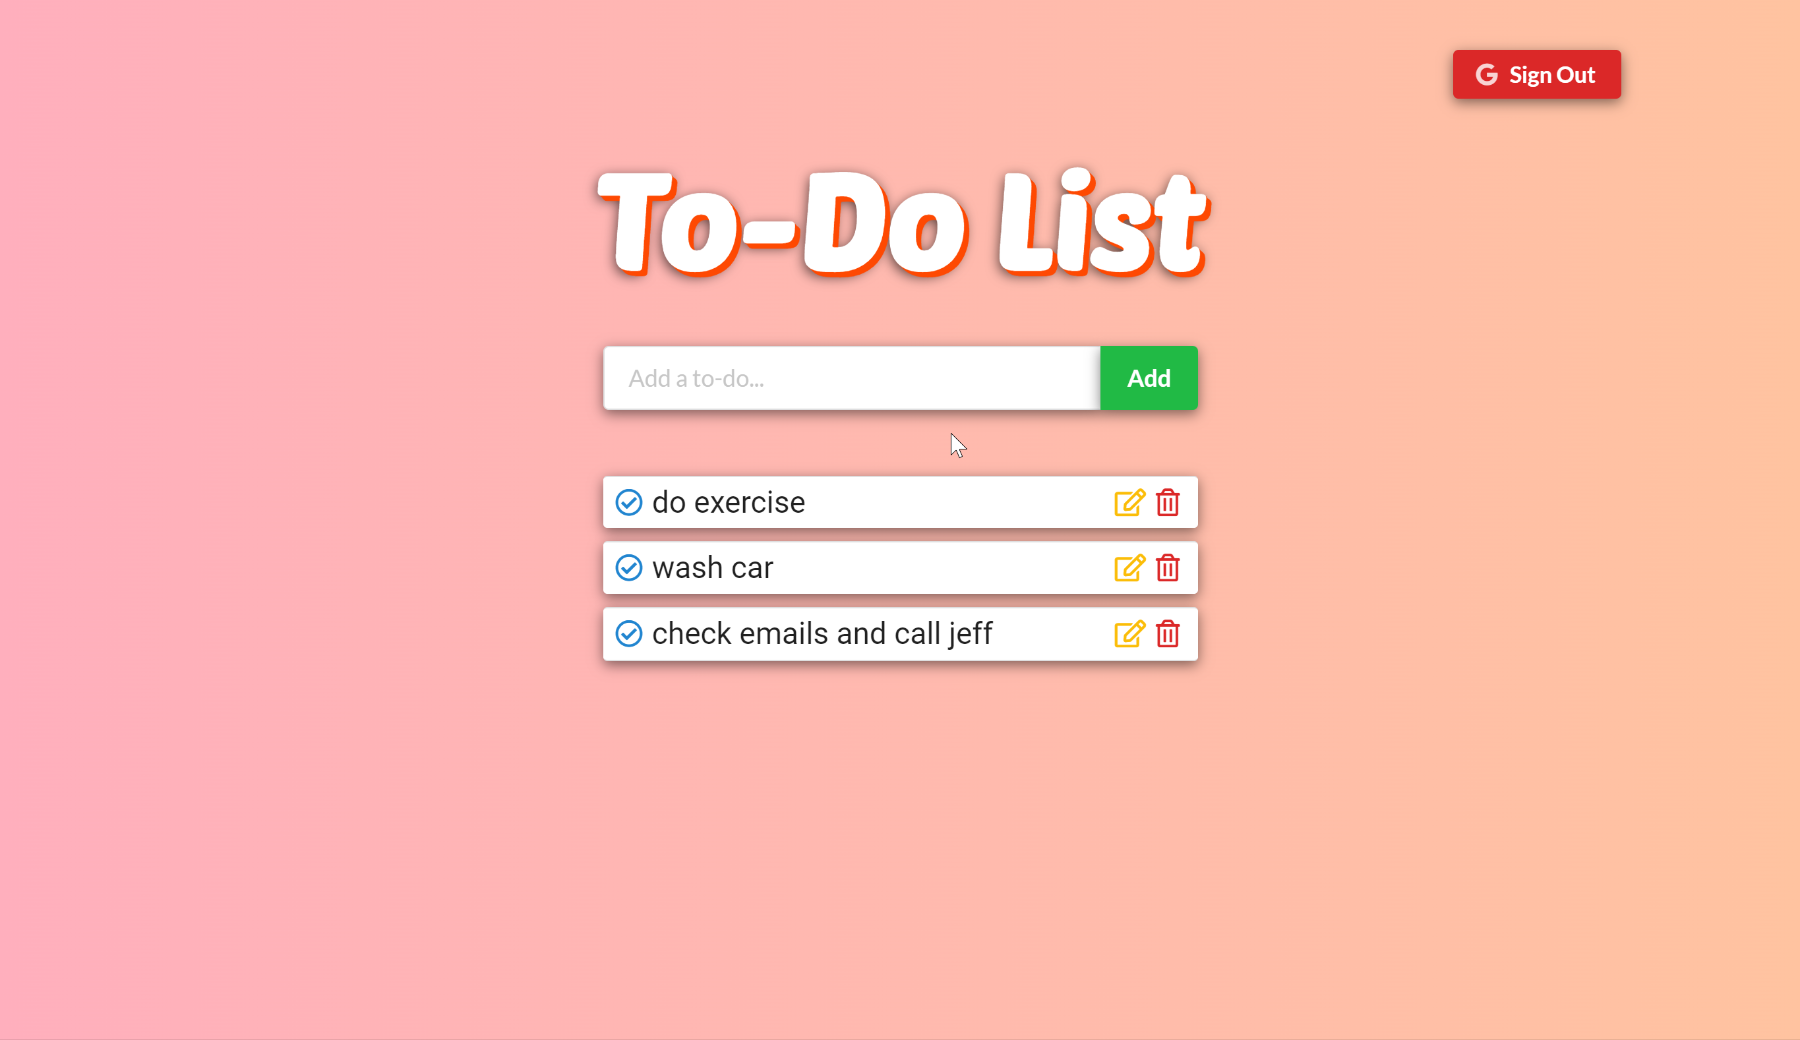 Sign Out
To-Do List
Add a to-do...
Add
do exercise
wash car
check emails and call jeff